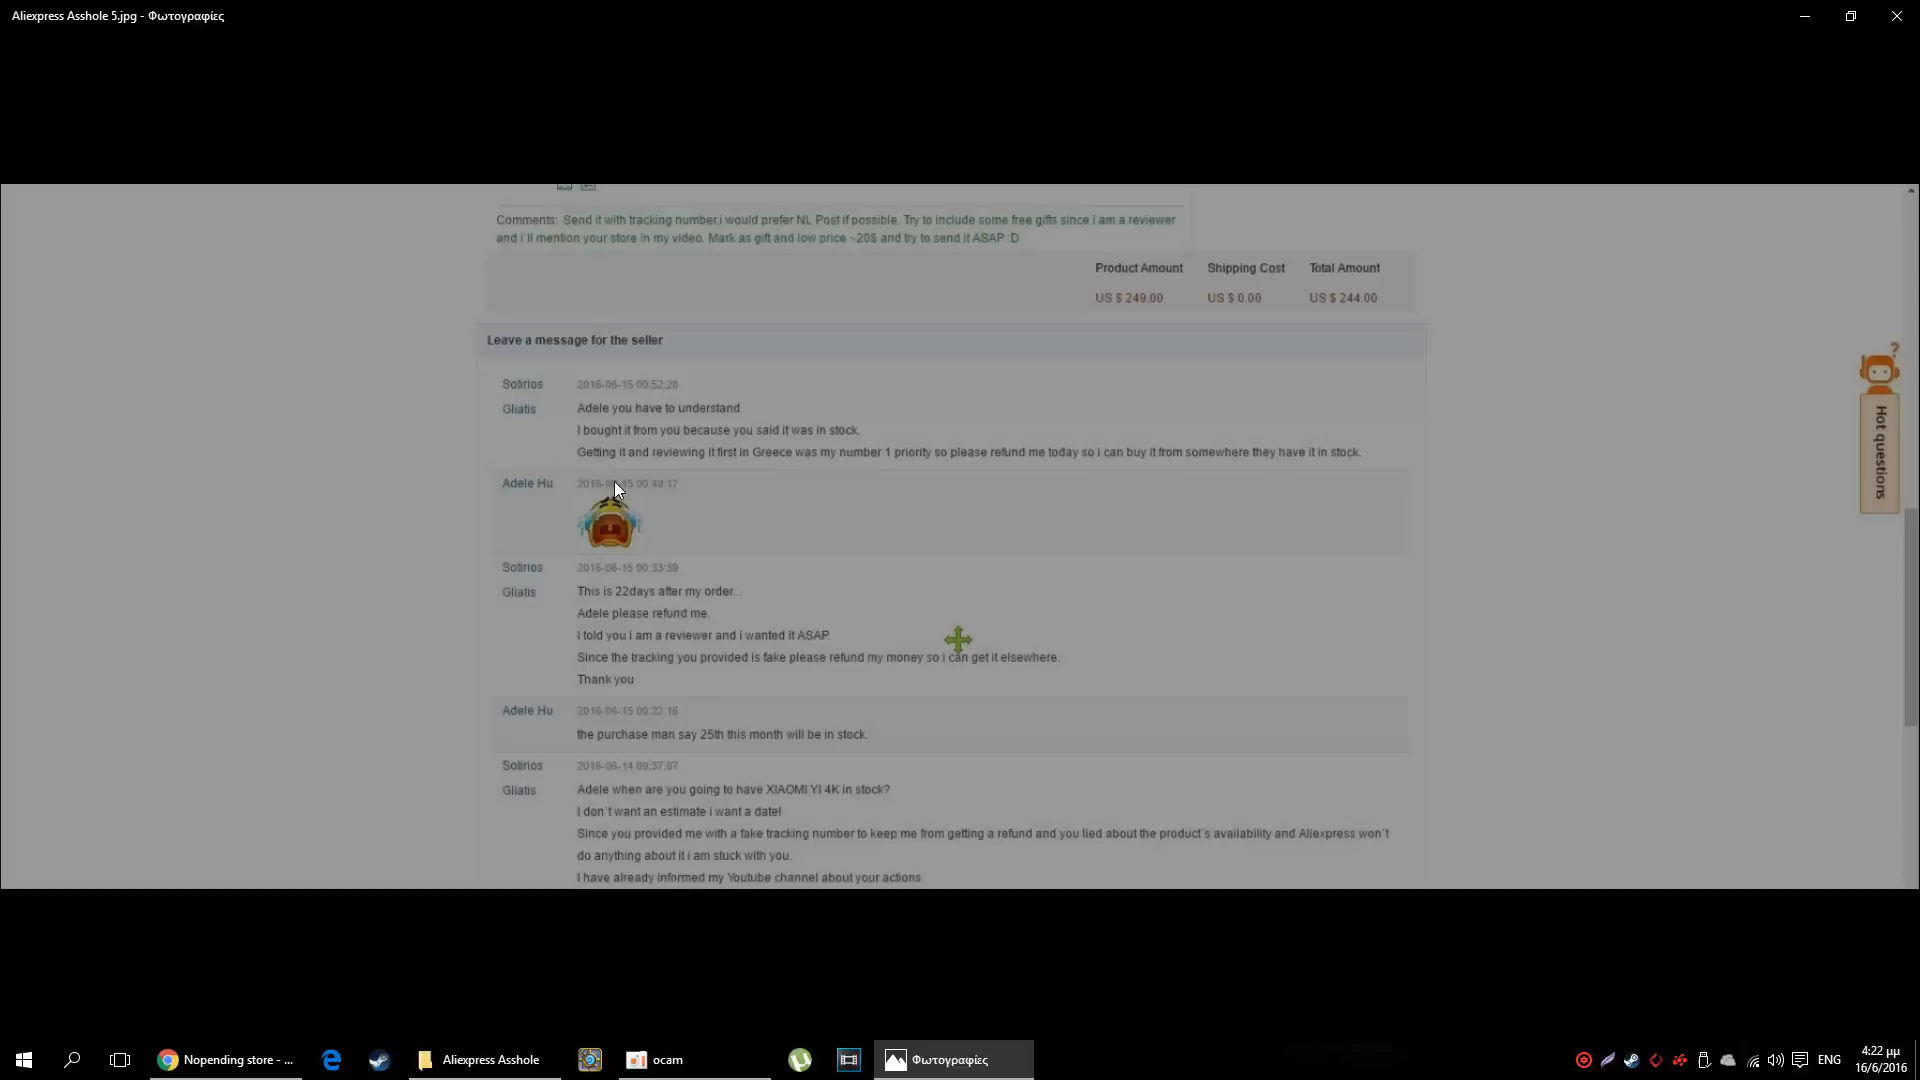 Aliexpress Asshole 5.jpg - Φωτογραφίες
Comments: Send it with tracking number,i would prefer NL Post if possible. Try to include some free gifts since i am a reviewer
and i'll mention your store in my video. Mark as gift and low price ~20$ and try to send it ASAP :D
Product Amount Shipping Cost Total Amount
US $ 249.00 US $ 0.00 US $ 244.00
Leave a message for the seller
Sotirios Gliatis
2016-06-15 00:52:28
Adele you have to understand.
I bought it from you because you said it was in stock.
Getting it and reviewing it first in Greece was my number 1 priority so please refund me today so i can buy it from somewhere they have it in stock.
Adele Hu
2016-06-15 00:49:17
Sotirios Gliatis
2016-06-15 00:33:39
This is 22days after my order...
Adele please refund me.
I told you i am a reviewer and i wanted it ASAP.
Since the tracking you provided is fake please refund my money so i can get it elsewhere.
Thank you
Adele Hu
2016-06-15 00:22:16
the purchase man say 25th this month will be in stock.
Sotirios Gliatis
2016-06-14 09:37:07
Adele when are you going to have XIAOMI YI 4K in stock?
I don't want an estimate i want a date!
Since you provided me with a fake tracking number to keep me from getting a refund and you lied about the product's availability and Aliexpress won't
do anything about it i am stuck with you.
I have already informed my Youtube channel about your actions
?
Hot questions
Nopending store - ...
Aliexpress Asshole
ocam
Φωτογραφίες
ENG
4:22 μμ
16/6/2016